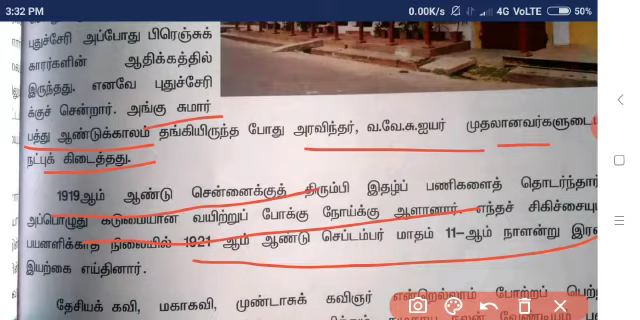 3:32 PM 0.00K/s 4G VoLTE 50%
புதுச்சேரி அப்போது பிரெஞ்சுக்
காரர்களின் ஆதிக்கத்தில்
இருந்தது. எனவே புதுச்சேரி
க்குச் சென்றார். அங்கு சுமார்
பத்து ஆண்டுக்காலம் தங்கியிருந்த போது அரவிந்தர், வ.வே.சு.ஐயர் முதலானவர்களுடைய
நட்புக் கிடைத்தது.
1919ஆம் ஆண்டு சென்னைக்குத் திரும்பி இதழ்ப் பணிகளைத் தொடர்ந்தார்
அப்பொழுது கடுமையான வயிற்றுப் போக்கு நோய்க்கு ஆளானார். எந்தச்
பயனளிக்காத நிலையில் 1921 ஆம் ஆண்டு செப்டம்பர் மாதம் 11-ஆம் நாளன்று
இயற்கை எய்தினார்.
தேசியக் கவி, மகாகவி, முண்டாசுக் கவிஞர் என்றெல்லாம் போற்றப்